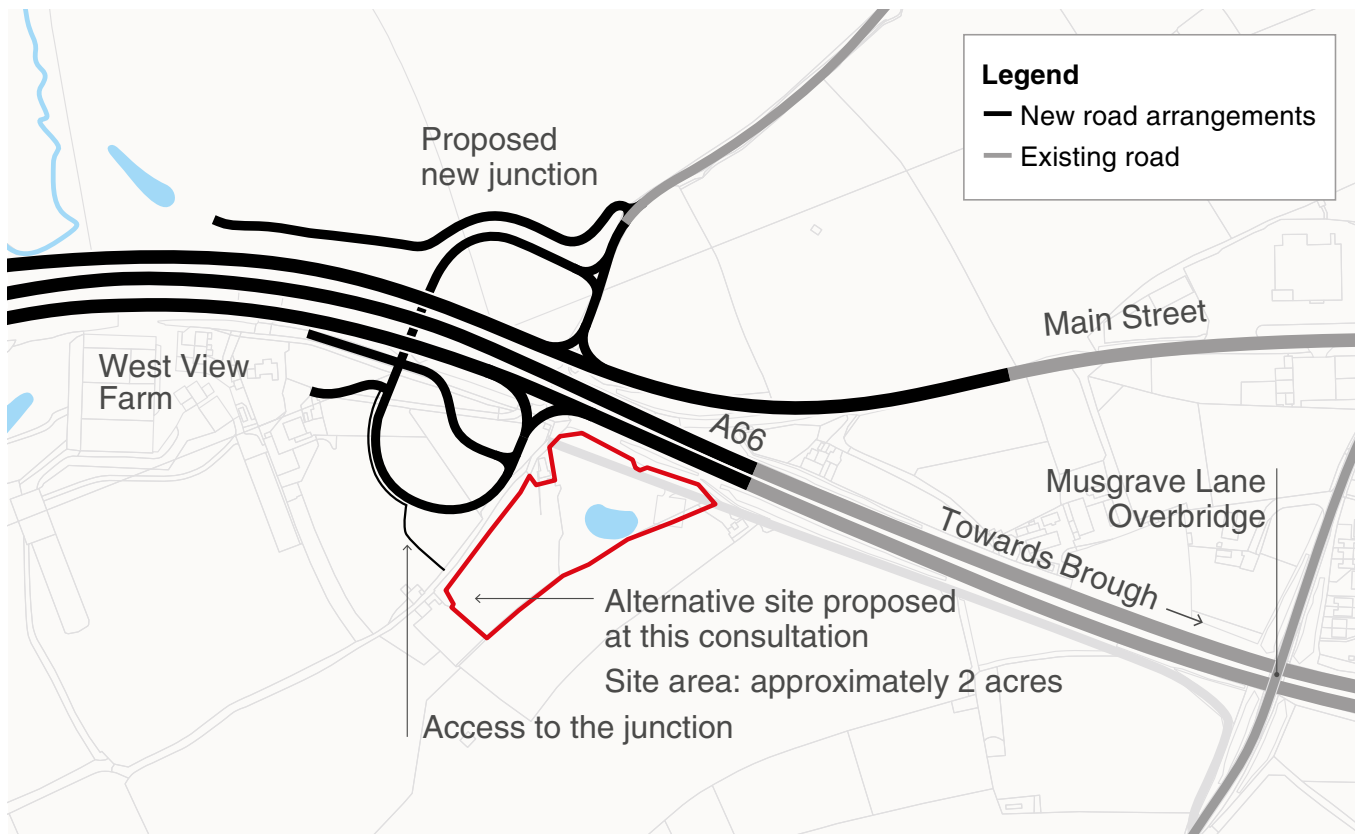 Legend
New road arrangements
Existing road
Proposed
new junction
Main Street
West View
Farm
A66
Musgrave Lane
Overbridge
Towards Brough
Alternative site proposed
at this consultation
Site area: approximately 2 acres
Access to the junction